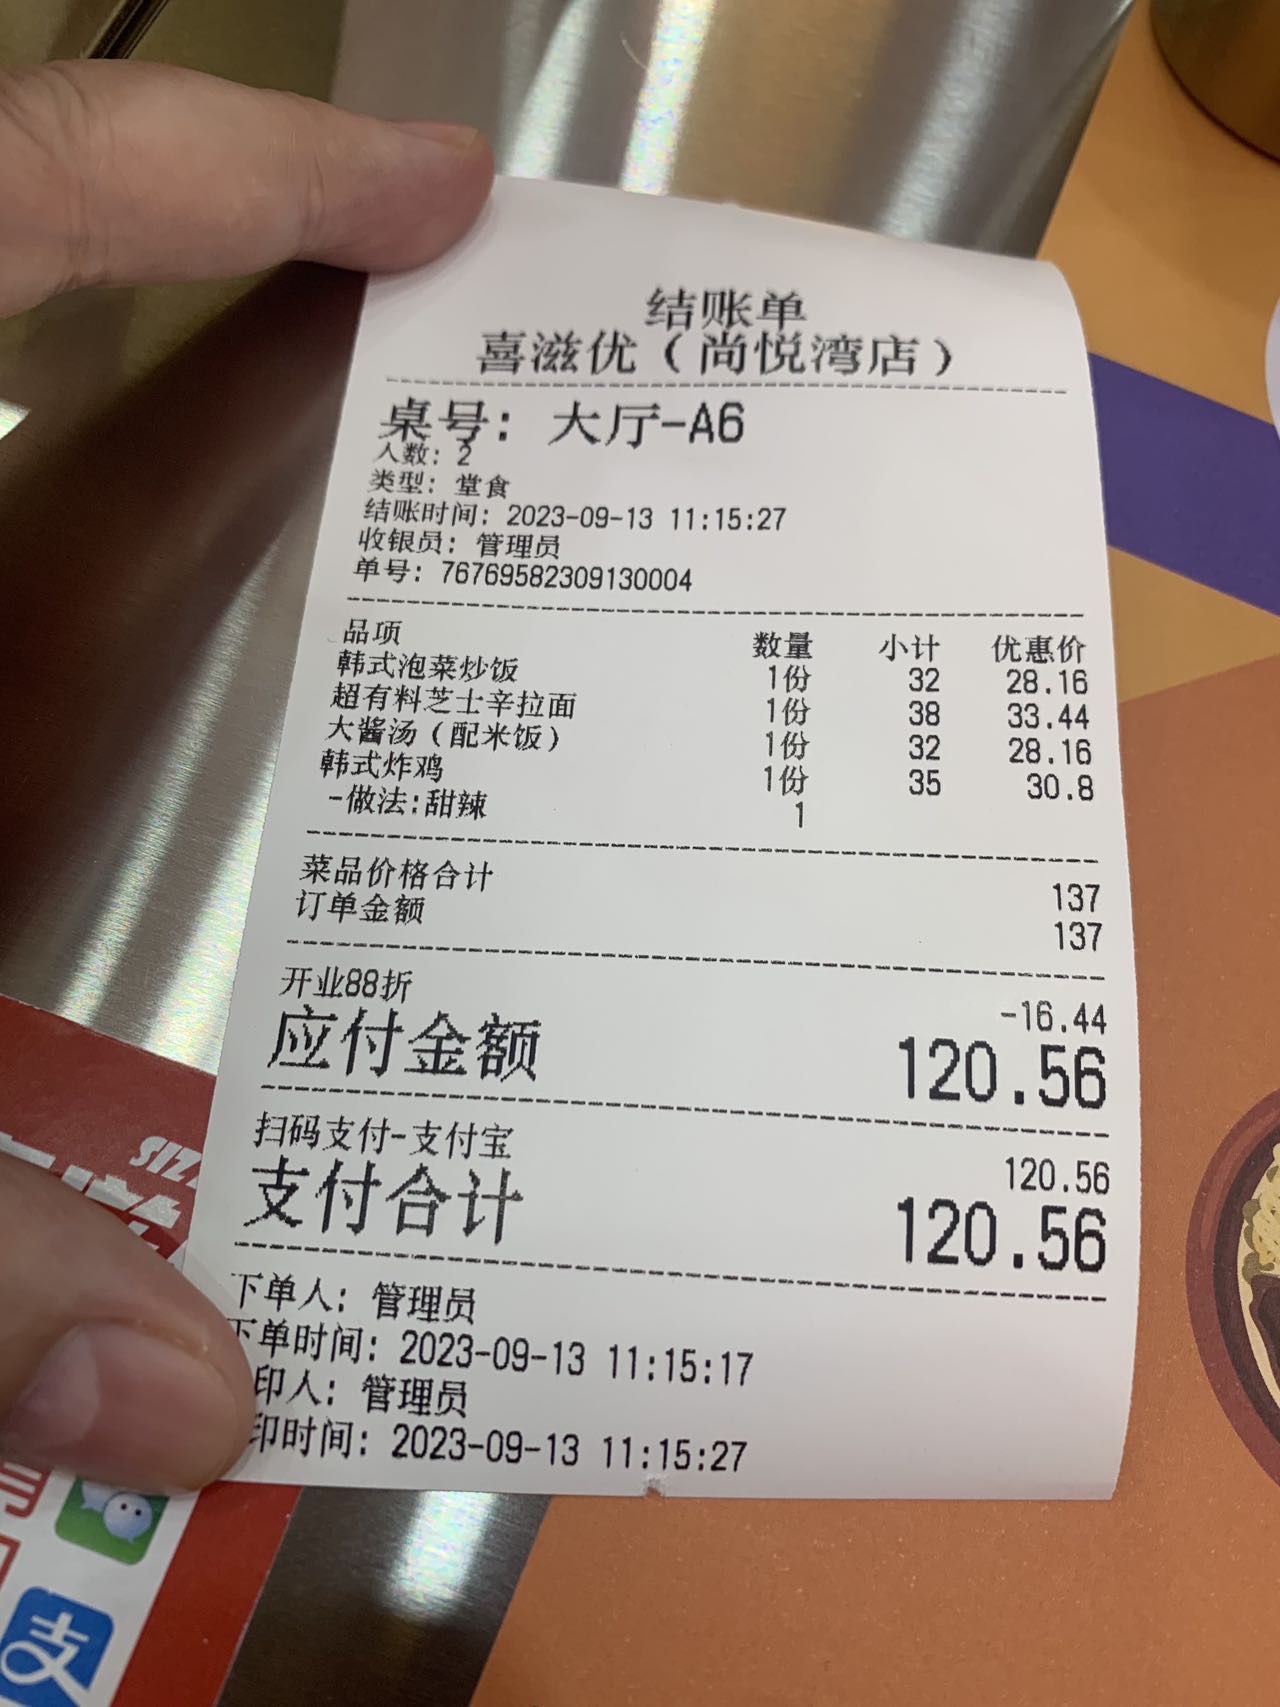 结账单
喜滋优（尚悦湾店）
桌号：大厅-A6
人数：2
类型：堂食
结账时间：2023-09-13 11:15:27
收银员：管理员
单号：76769582309130004
品项 数量 小计 优惠价
韩式泡菜炒饭 1份 32 28.16
超有料芝士辛拉面 1份 38 33.44
大酱汤（配米饭） 1份 32 28.16
韩式炸鸡 1份 35 30.8
-做法:甜辣 1
菜品价格合计 137
订单金额 137
开业88折 -16.44
应付金额 120.56
扫码支付-支付宝 120.56
支付合计 120.56
下单人：管理员
下单时间：2023-09-13 11:15:17
印人：管理员
印时间：2023-09-13 11:15:27
支